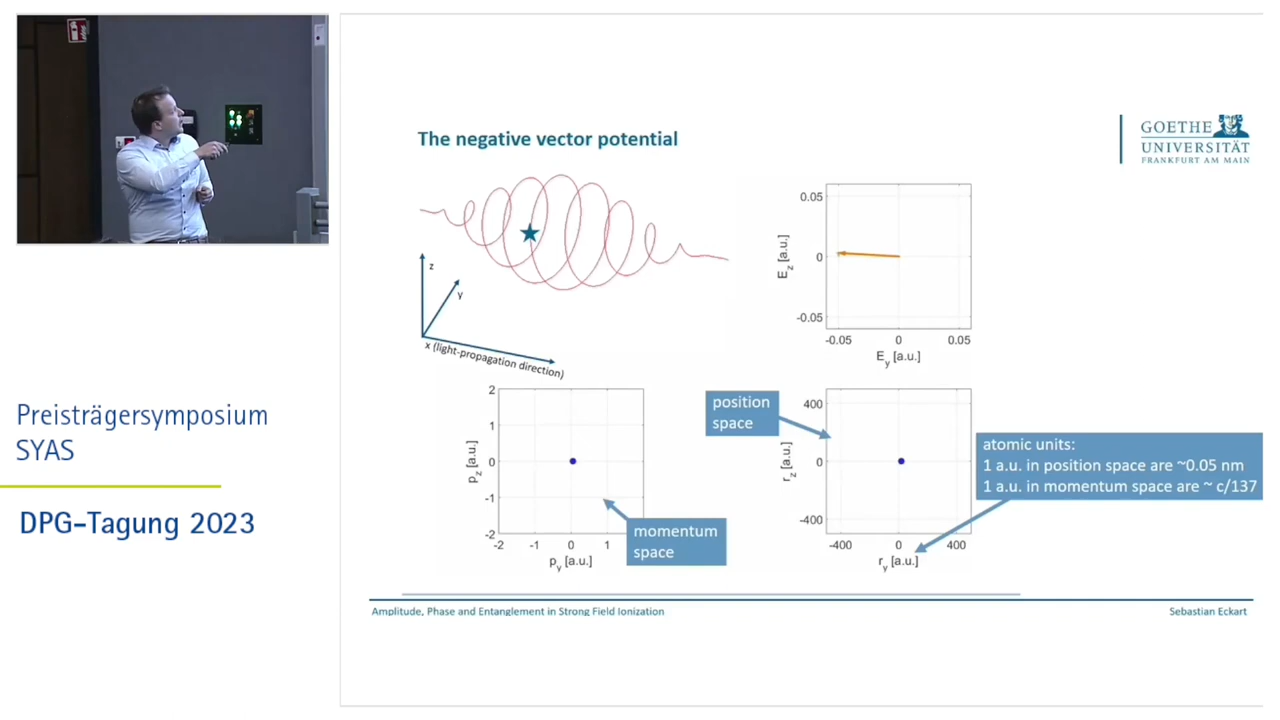 The negative vector potential
GOETHE
UNIVERSITÄT
FRANKFURT AM MAIN
z
y
x (light-propagation direction)
0.05
0
-0.05
E_z [a.u.]
-0.05 0 0.05
E_y [a.u.]
2
1
0
-1
-2
p_z [a.u.]
-2 -1 0 1
p_y [a.u.]
momentum
space
position
space
400
0
-400
r_z [a.u.]
-400 0 400
r_y [a.u.]
atomic units:
1 a.u. in position space are ~0.05 nm
1 a.u. in momentum space are ~ c/137
Preisträgersymposium
SYAS
DPG-Tagung 2023
Amplitude, Phase and Entanglement in Strong Field Ionization
Sebastian Eckart